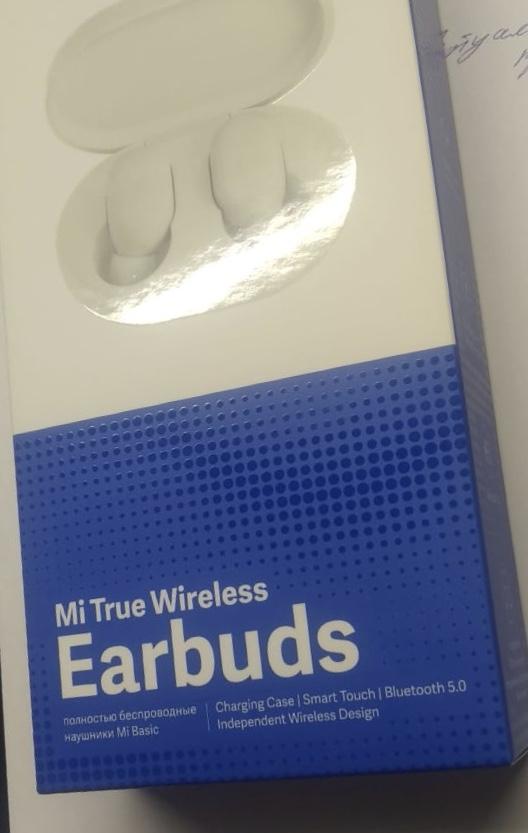 Mi True Wireless
Earbuds
полностью беспроводные
наушники Mi Basic
Charging Case | Smart Touch | Bluetooth 5.0
Independent Wireless Design